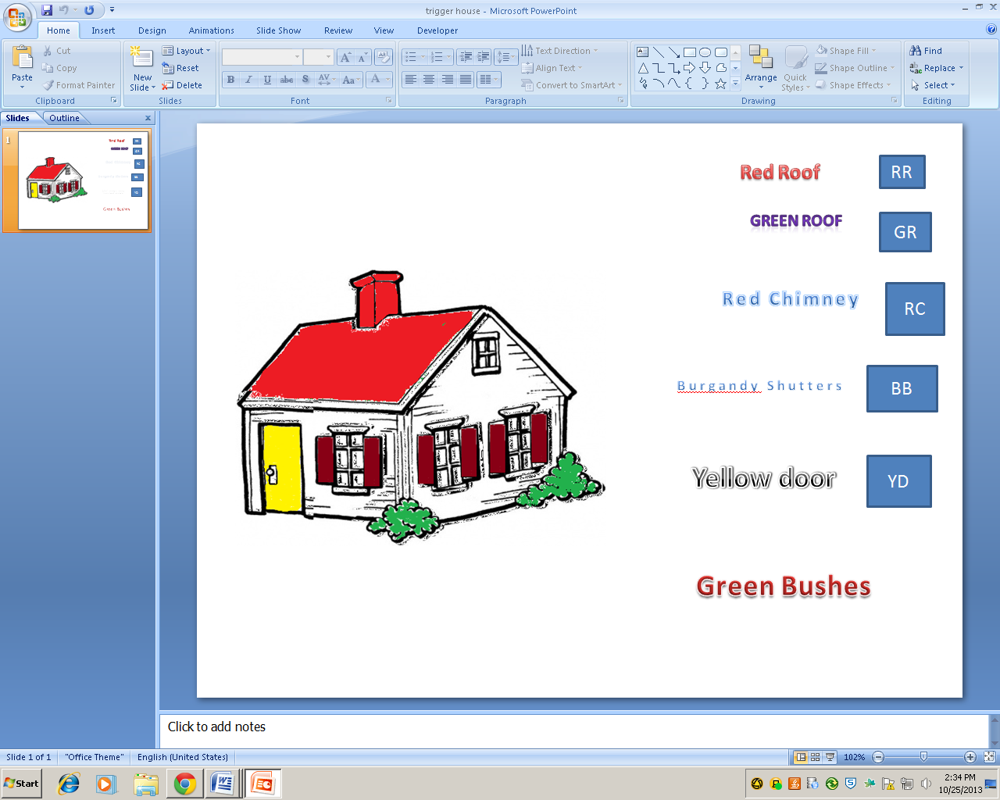 trigger house - Microsoft PowerPoint
Home Insert Design Animations Slide Show Review View Developer
Paste
Cut
Copy
Format Painter
Clipboard
New Slide
Layout
Reset
Delete
Slides
B I U abc S AV Aa A
Font
Text Direction
Align Text
Convert to SmartArt
Paragraph
Arrange
Quick Styles
Shape Fill
Shape Outline
Shape Effects
Drawing
Find
Replace
Select
Editing
Slides Outline
1
Red Roof RR
GREEN ROOF GR
Red Chimney RC
Burgandy Shutters BB
Yellow door YD
Green Bushes
Click to add notes
Slide 1 of 1 "Office Theme" English (United States) 102%
Start 2:34 PM
10/25/2013